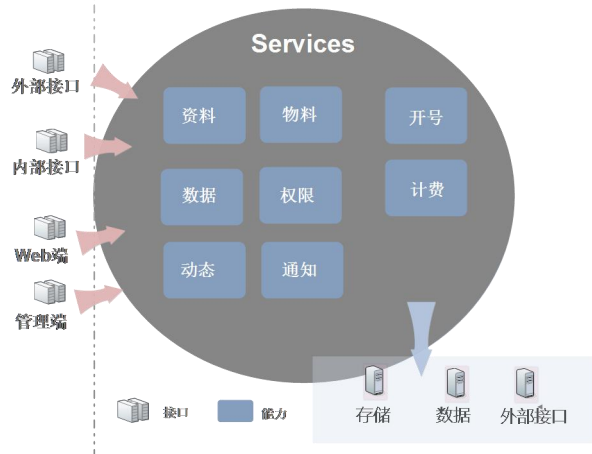 Services
外部接口
资料
物料
开号
内部接口
数据
权限
计费
Web端
动态
通知
管理端
存储
数据
外部接口
接口
能力